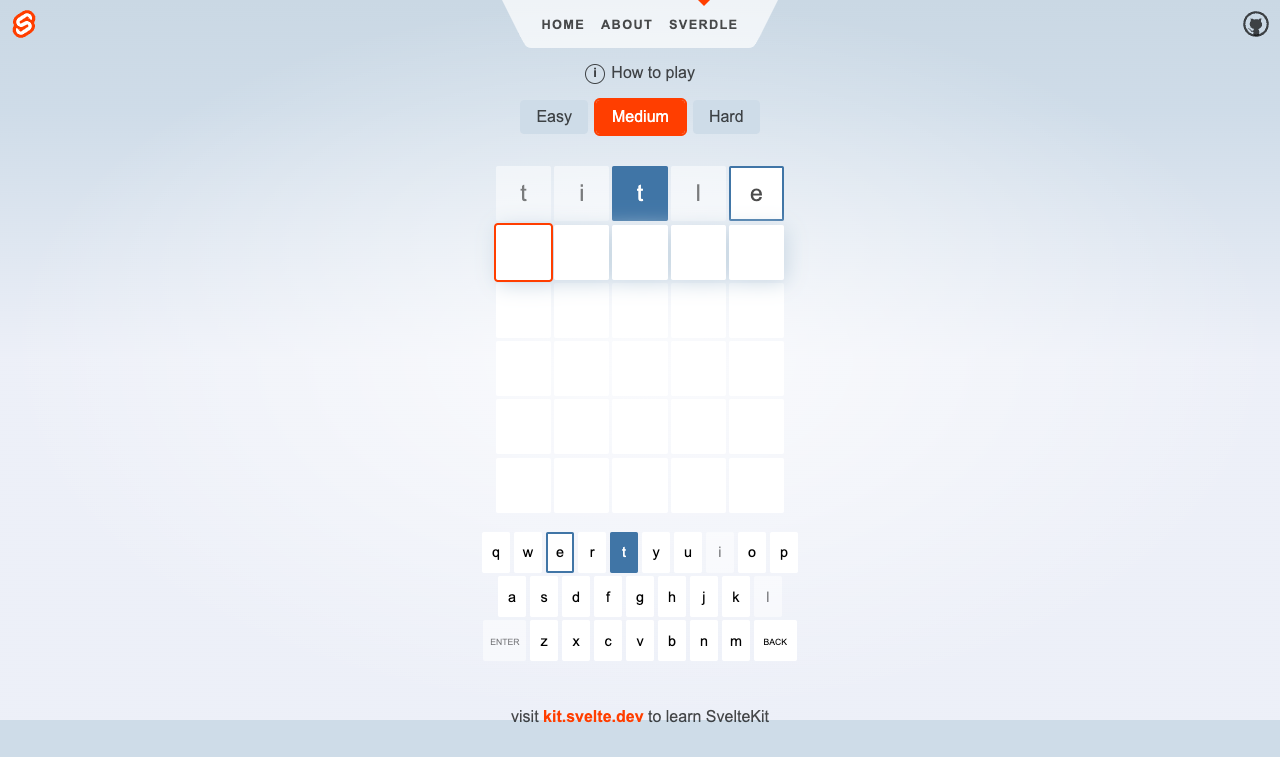 HOME ABOUT SVERDLE
i How to play
Easy Medium Hard
t i t l e
q w e r t y u i o p
a s d f g h j k l
ENTER z x c v b n m BACK
visit kit.svelte.dev to learn SvelteKit